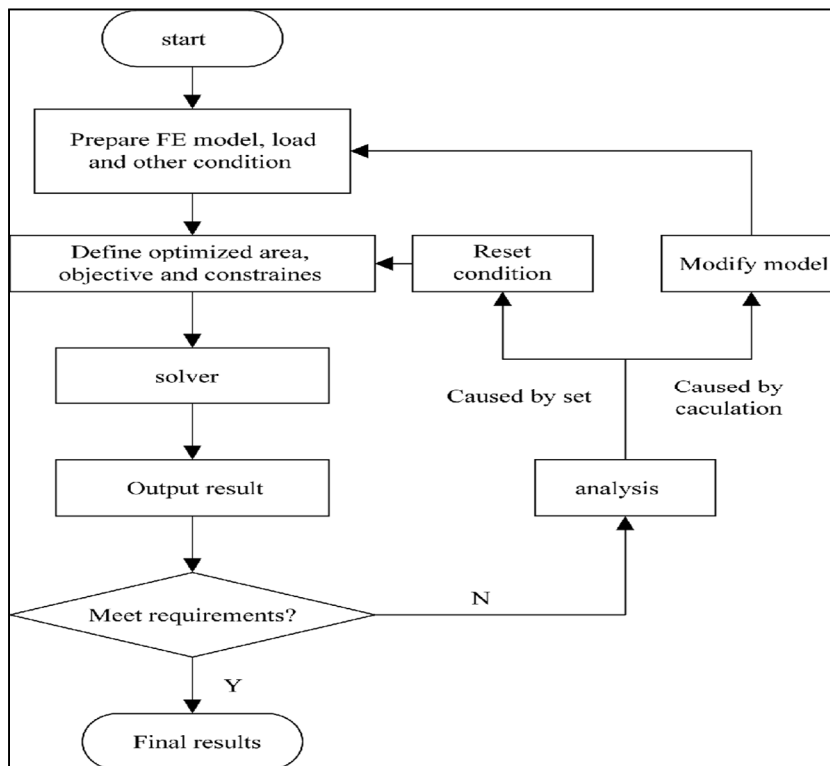 start
Prepare FE model, load
and other condition
Define optimized area,
objective and constraines
Reset
condition
Modify model
solver
Caused by set
Caused by
caculation
Output result
analysis
Meet requirements?
N
Y
Final results